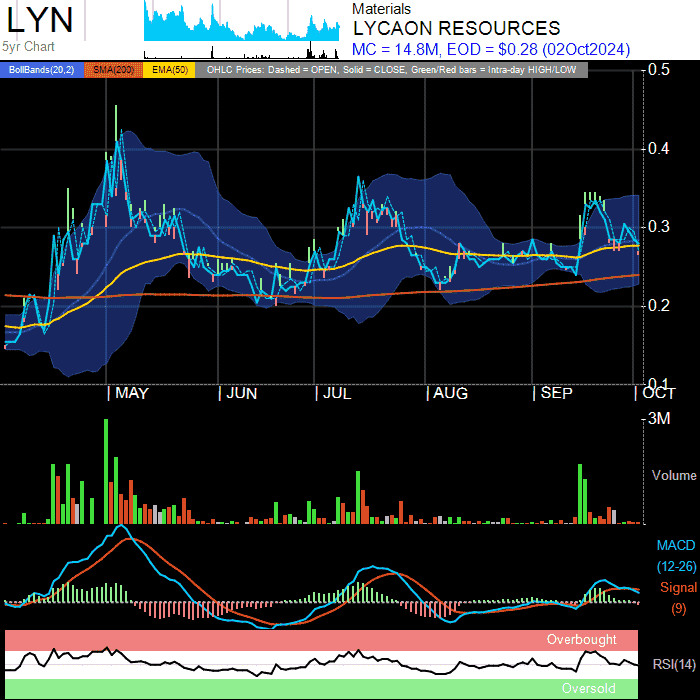 LYN
5yr Chart
Materials
LYCAON RESOURCES
MC = 14.8M, EOD = $0.28 (02Oct2024)
BollBands(20,2) SMA(200) EMA(50) OHLC Prices: Dashed = OPEN, Solid = CLOSE, Green/Red bars = Intra-day HIGH/LOW
0.5
0.4
0.3
0.2
0.1
MAY JUN JUL AUG SEP OCT
3M
Volume
MACD
(12-26)
Signal
(9)
Overbought
RSI(14)
Oversold